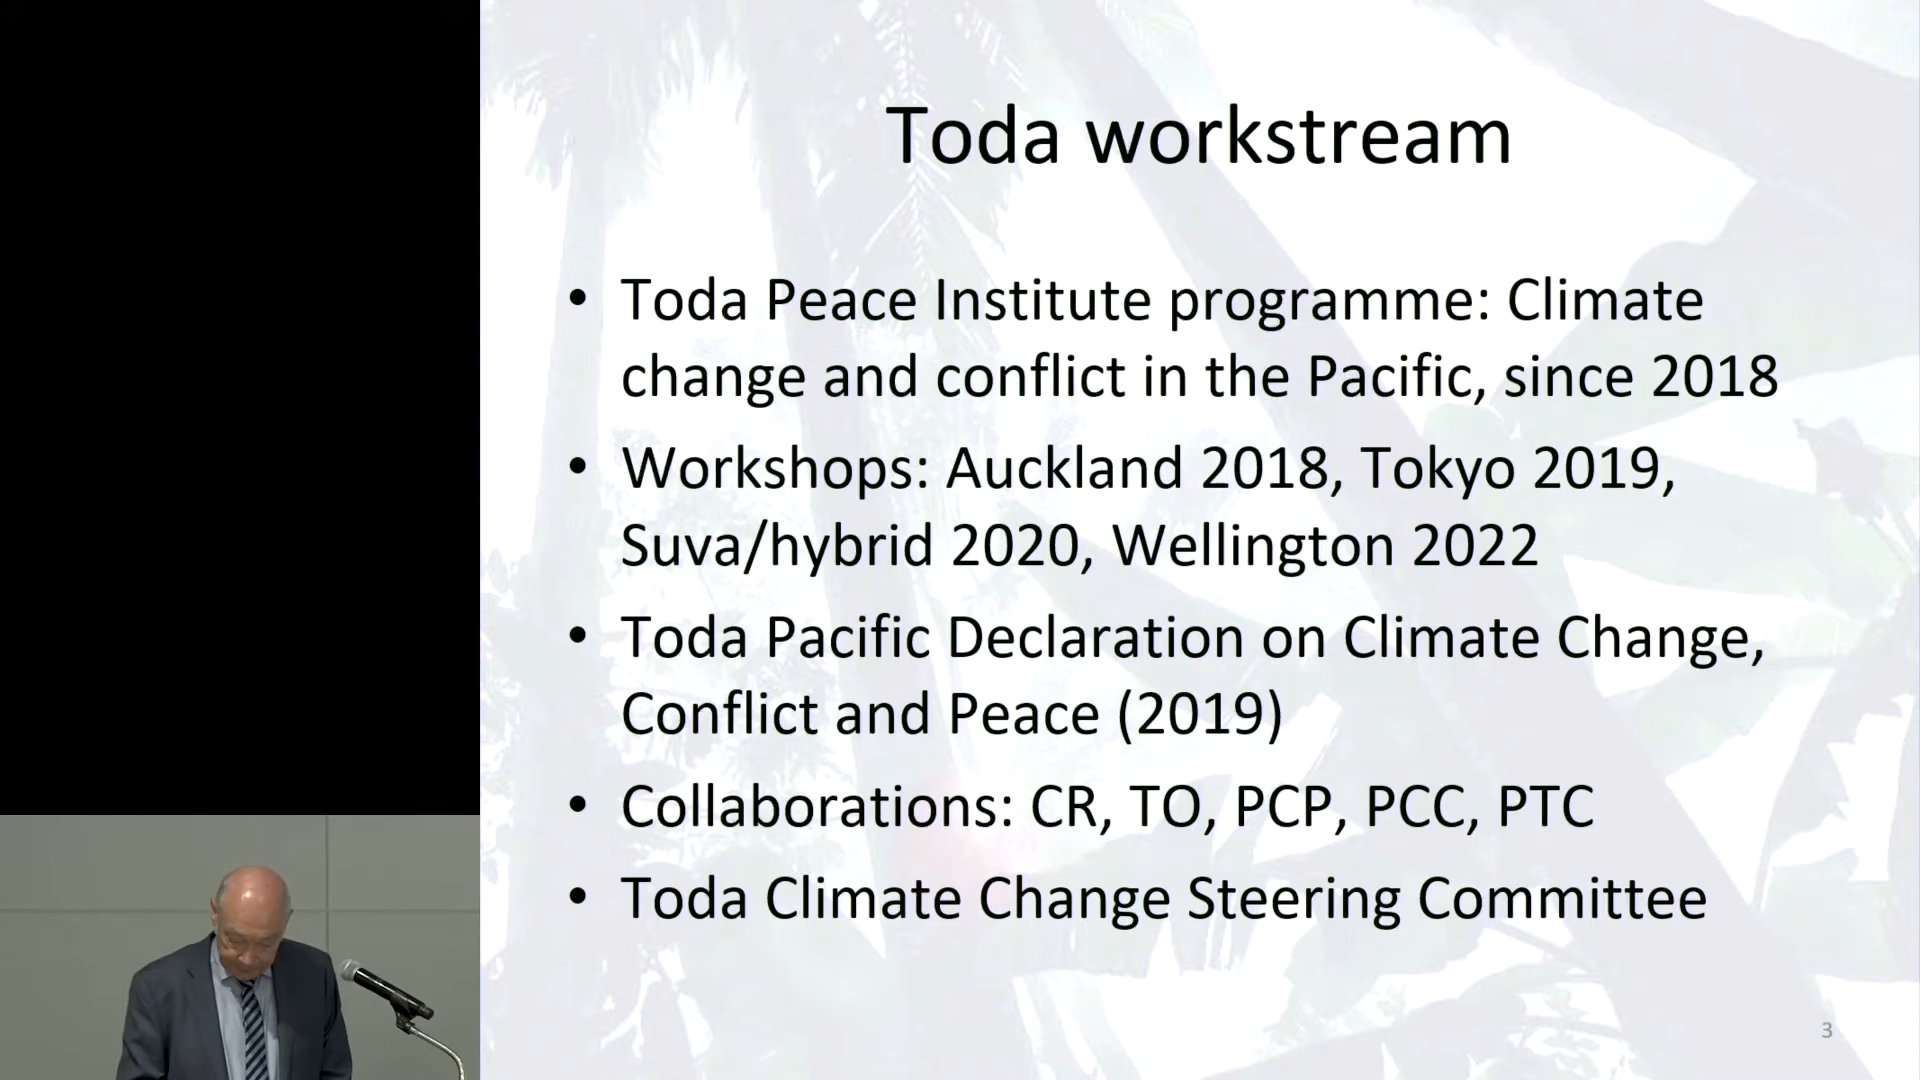 Toda workstream
• Toda Peace Institute programme: Climate
change and conflict in the Pacific, since 2018
• Workshops: Auckland 2018, Tokyo 2019,
Suva/hybrid 2020, Wellington 2022
• Toda Pacific Declaration on Climate Change,
Conflict and Peace (2019)
• Collaborations: CR, TO, PCP, PCC, PTC
• Toda Climate Change Steering Committee
3